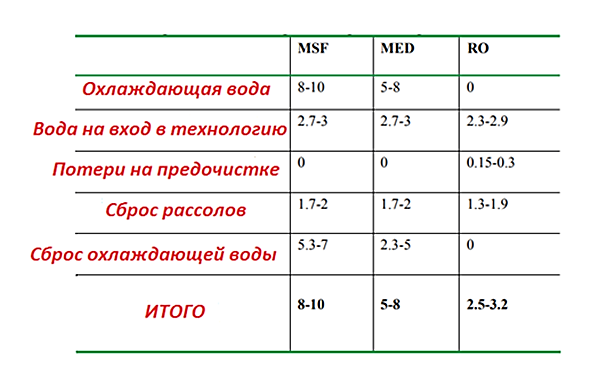 MSF MED RO
Охлаждающая вода 8-10 5-8 0
Вода на вход в технологию 2.7-3 2.7-3 2.3-2.9
Потери на предочистке 0 0 0.15-0.3
Сброс рассолов 1.7-2 1.7-2 1.3-1.9
Сброс охлаждающей воды 5.3-7 2.3-5 0
ИТОГО 8-10 5-8 2.5-3.2